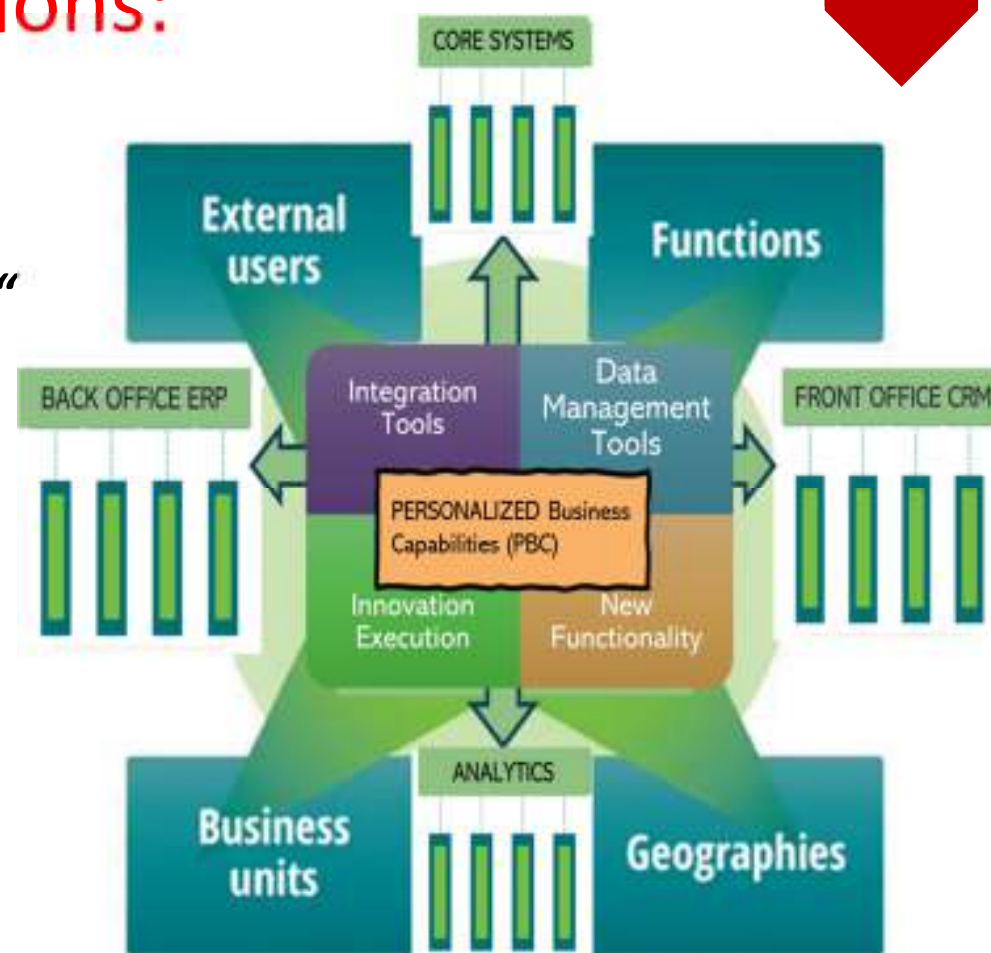 CORE SYSTEMS
External
users
Functions
“
BACK OFFICE ERP
Integration
Tools
Data
Management
Tools
FRONT OFFICE CRM
PERSONALIZED Business
Capabilities (PBC)
Innovation
Execution
New
Functionality
ANALYTICS
Business
units
Geographies